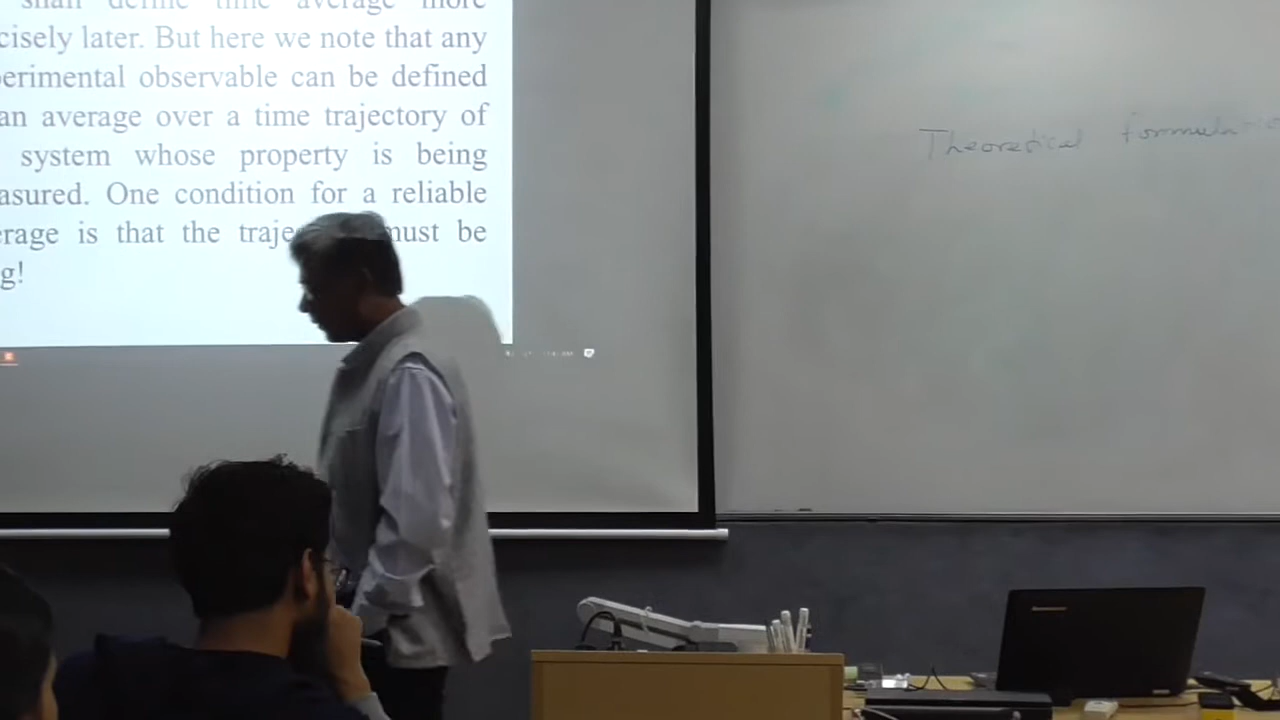 shall define time average more
cisely later. But here we note that any
perimental observable can be defined
an average over a time trajectory of
system whose property is being
asured. One condition for a reliable
erage is that the traje must be
g!
Theoretical formulatio